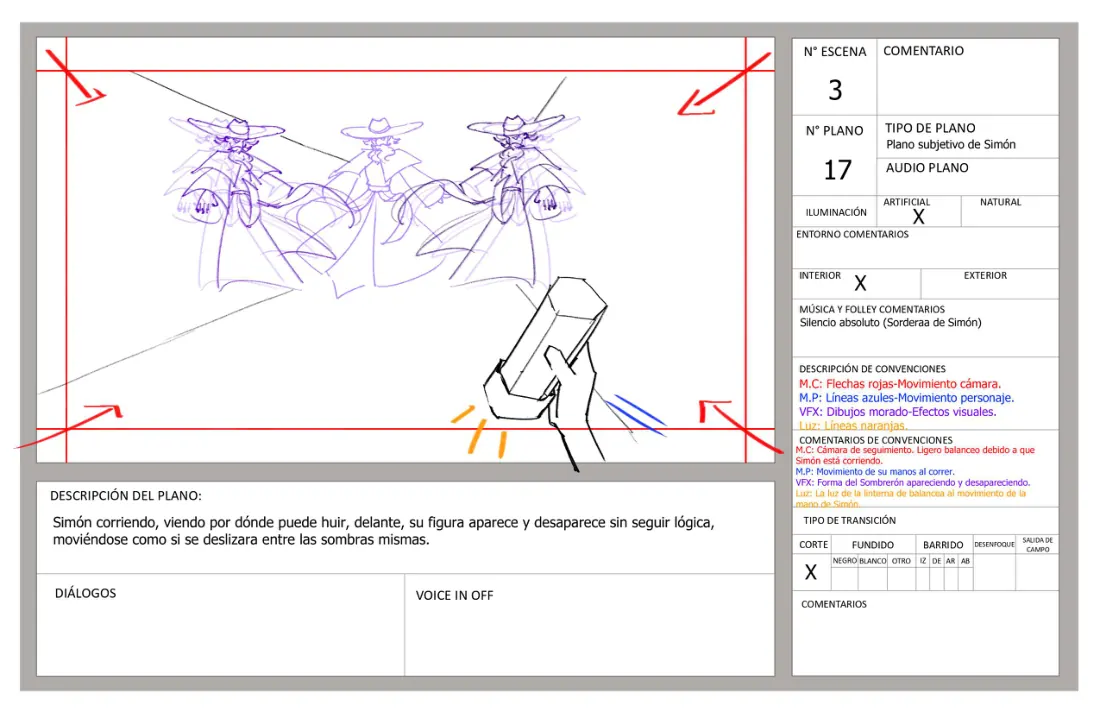 N° ESCENA
3
COMENTARIO
N° PLANO
17
TIPO DE PLANO
Plano subjetivo de Simón
AUDIO PLANO
ILUMINACIÓN
ARTIFICIAL
X
NATURAL
ENTORNO COMENTARIOS
INTERIOR X
EXTERIOR
MÚSICA Y FOLLEY COMENTARIOS
Silencio absoluto (Sorderaa de Simón)
DESCRIPCIÓN DE CONVENCIONES
M.C: Flechas rojas-Movimiento cámara.
M.P: Líneas azules-Movimiento personaje.
VFX: Dibujos morado-Efectos visuales.
Luz: Líneas naranjas.
COMENTARIOS DE CONVENCIONES
M.C: Cámara de seguimiento. Ligero balanceo debido a que
Simón está corriendo.
M.P: Movimiento de su manos al correr.
VFX: Forma del Sombrerón apareciendo y desapareciendo.
Luz: La luz de la linterna de balancea al movimiento de la
mano de Simón.
TIPO DE TRANSICIÓN
CORTE
X
FUNDIDO
NEGRO BLANCO OTRO
BARRIDO
IZ DE AR AB
DESENFOQUE
SALIDA DE
CAMPO
COMENTARIOS
DESCRIPCIÓN DEL PLANO:
Simón corriendo, viendo por dónde puede huir, delante, su figura aparece y desaparece sin seguir lógica,
moviéndose como si se deslizara entre las sombras mismas.
DIÁLOGOS
VOICE IN OFF